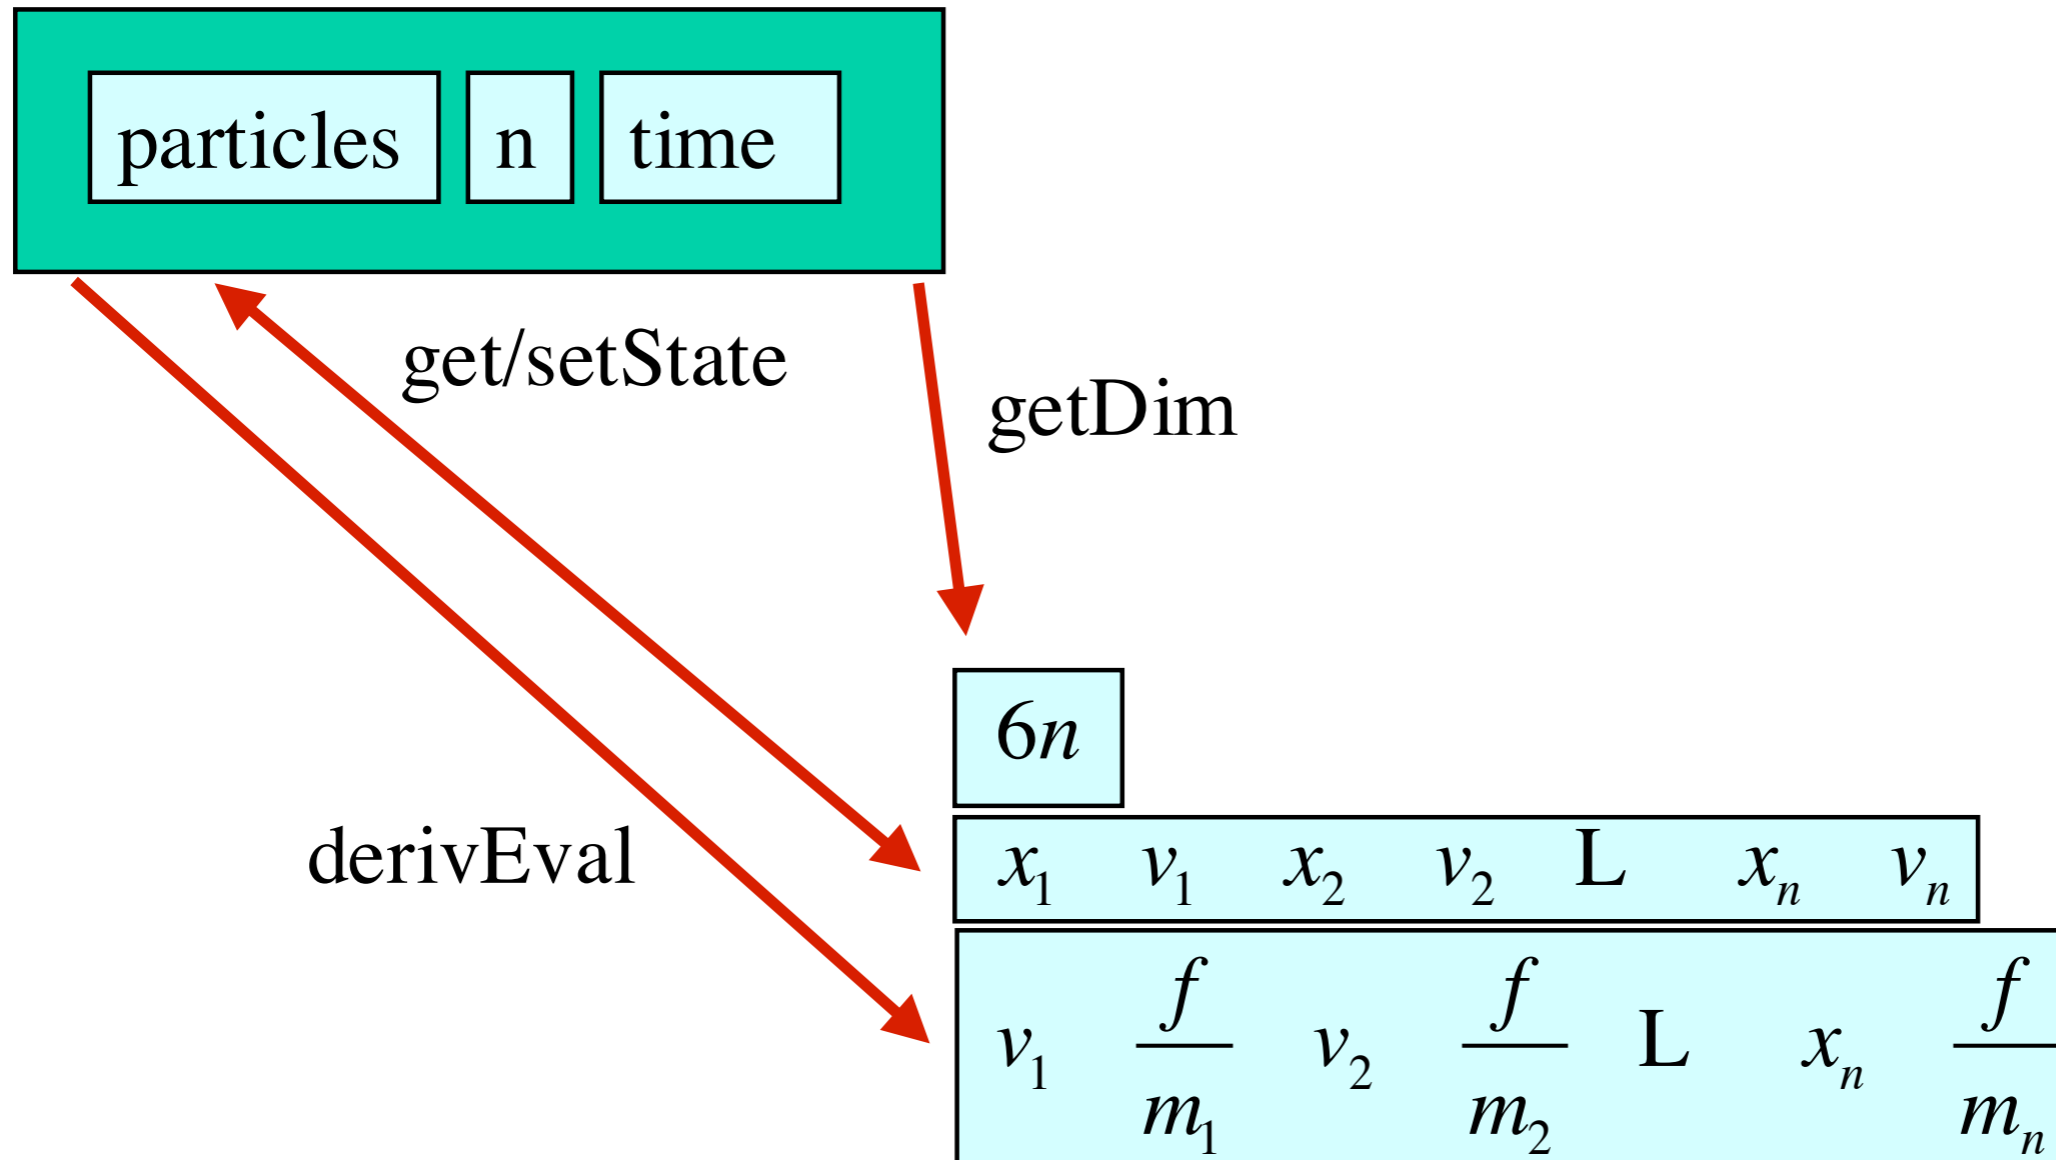 particles n time
get/setState
getDim
6n
derivEval
x₁ v₁ x₂ v₂ L xₙ vₙ
v₁ f/m₁ v₂ f/m₂ L xₙ f/mₙ